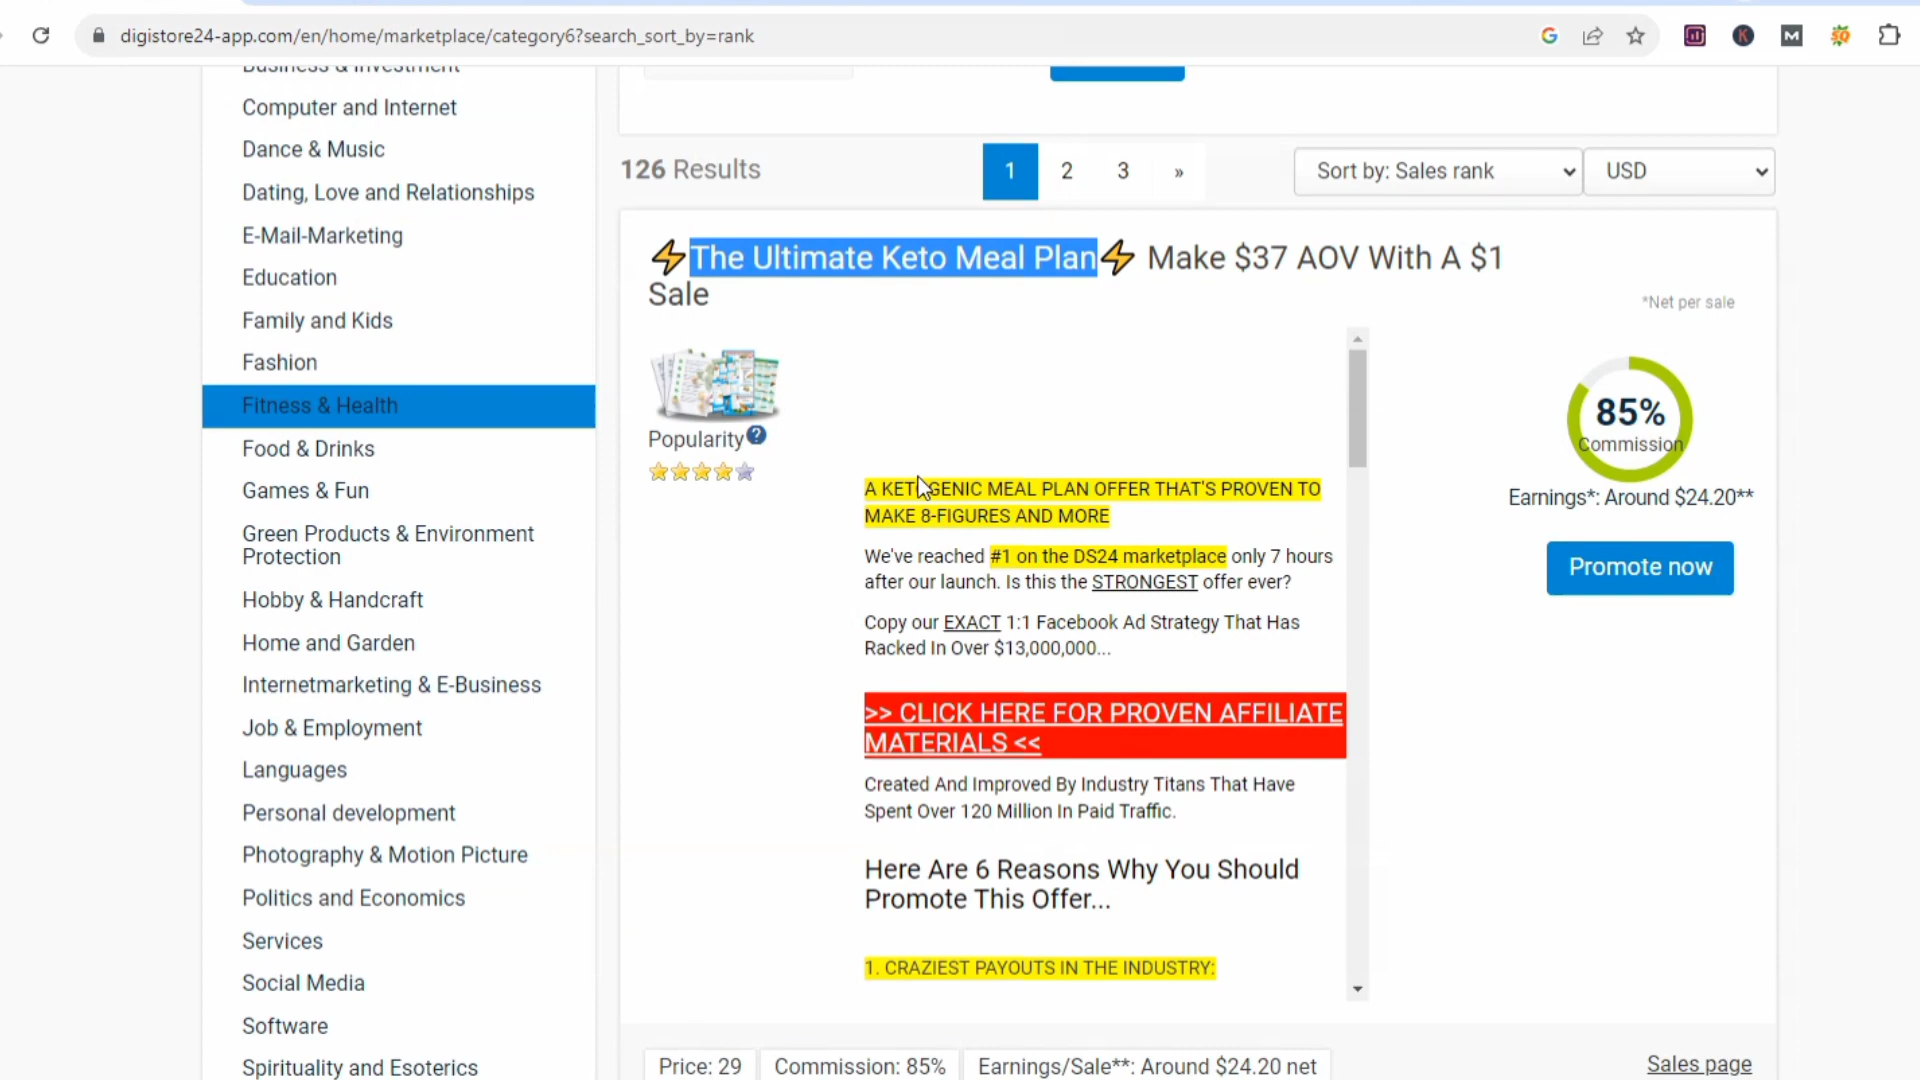 digistore24-app.com/en/home/marketplace/category6?search_sort_by=rank
Business & Investment
Computer and Internet
Dance & Music
Dating, Love and Relationships
E-Mail-Marketing
Education
Family and Kids
Fashion
Fitness & Health
Food & Drinks
Games & Fun
Green Products & Environment
Protection
Hobby & Handcraft
Home and Garden
Internetmarketing & E-Business
Job & Employment
Languages
Personal development
Photography & Motion Picture
Politics and Economics
Services
Social Media
Software
Spirituality and Esoterics
126 Results
1 2 3 »
Sort by: Sales rank
USD
⚡The Ultimate Keto Meal Plan⚡ Make $37 AOV With A $1
Sale
*Net per sale
Popularity
A KETOGENIC MEAL PLAN OFFER THAT'S PROVEN TO
MAKE 8-FIGURES AND MORE
We've reached #1 on the DS24 marketplace only 7 hours
after our launch. Is this the STRONGEST offer ever?
Copy our EXACT 1:1 Facebook Ad Strategy That Has
Racked In Over $13,000,000...
>> CLICK HERE FOR PROVEN AFFILIATE
MATERIALS <<
Created And Improved By Industry Titans That Have
Spent Over 120 Million In Paid Traffic.
Here Are 6 Reasons Why You Should
Promote This Offer...
1. CRAZIEST PAYOUTS IN THE INDUSTRY:
85%
Commission
Earnings*: Around $24.20**
Promote now
Price: 29
Commission: 85%
Earnings/Sale**: Around $24.20 net
Sales page